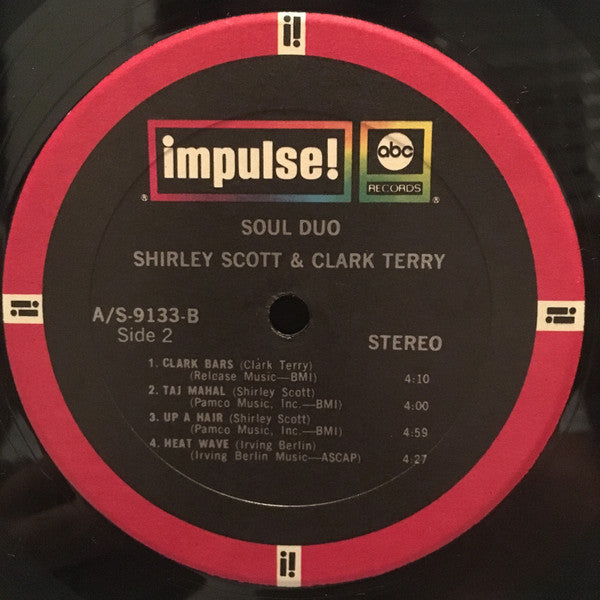 i!
impulse!
abc
RECORDS
®
®
SOUL DUO
SHIRLEY SCOTT & CLARK TERRY
A/S-9133-B
Side 2
STEREO
i!
i!
1. CLARK BARS (Clark Terry)
(Release Music—BMI) 4:10
2. TAJ MAHAL (Shirley Scott)
(Pamco Music, Inc.—BMI) 4:00
3. UP A HAIR (Shirley Scott)
(Pamco Music, Inc.—BMI) 4:59
4. HEAT WAVE (Irving Berlin)
(Irving Berlin Music—ASCAP) 4:27
i!